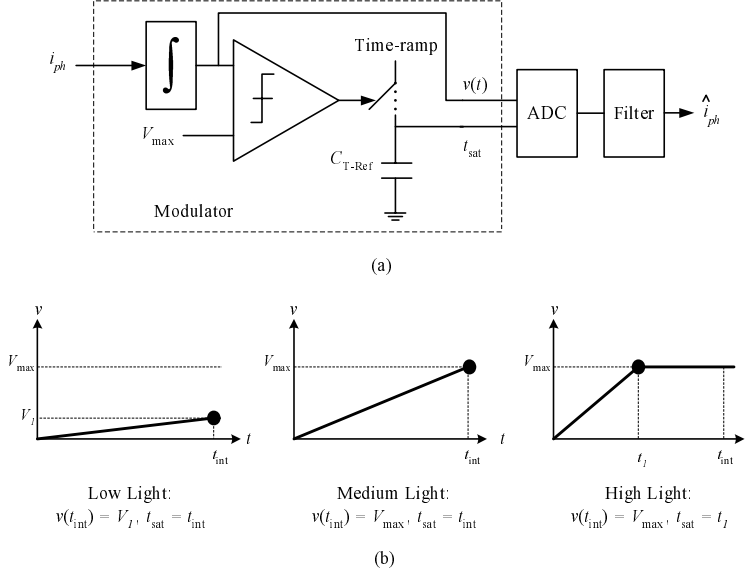 Time-ramp
i_ph
∫
v(t)
V_max
ADC
Filter
î_ph
t_sat
C_T-Ref
Modulator
(a)
v
v
v
V_max
V_max
V_max
V_1
t
t
t_int
t_int
t_1
t_int
Low Light:
v(t_int) = V_1, t_sat = t_int
Medium Light:
v(t_int) = V_max, t_sat = t_int
High Light:
v(t_int) = V_max, t_sat = t_1
(b)